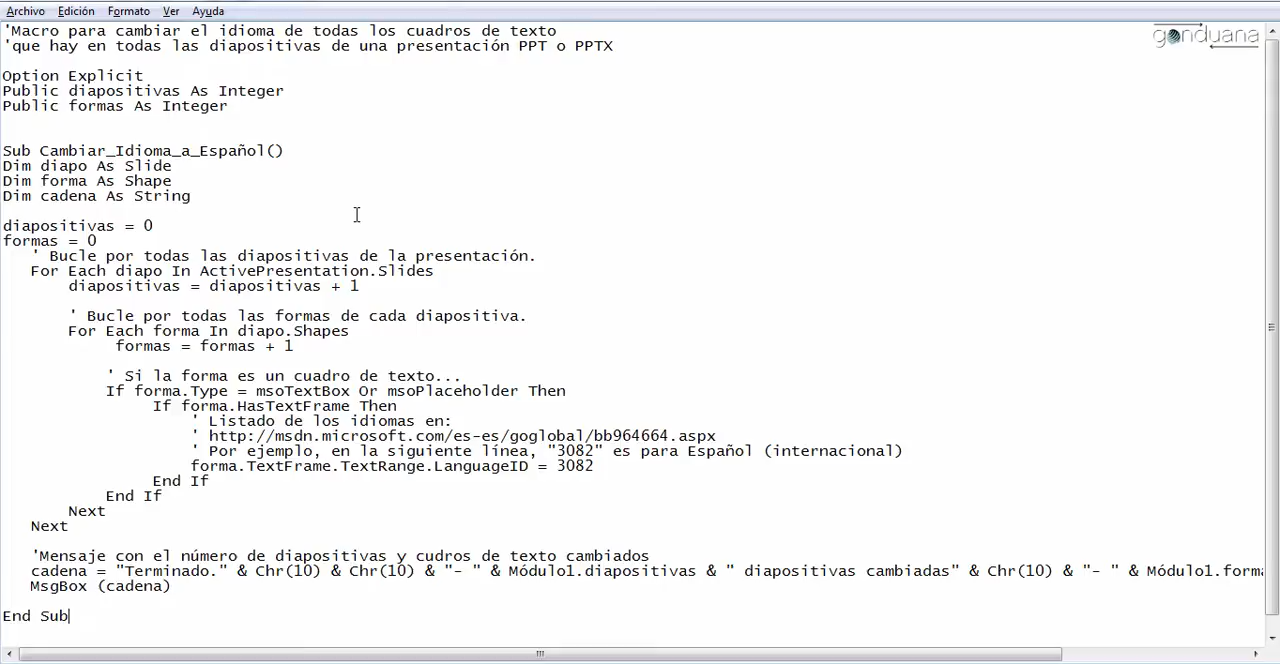 Archivo Edición Formato Ver Ayuda
gonduana
'Macro para cambiar el idioma de todas los cuadros de texto
'que hay en todas las diapositivas de una presentación PPT o PPTX
Option Explicit
Public diapositivas As Integer
Public formas As Integer
Sub Cambiar_Idioma_a_Español()
Dim diapo As Slide
Dim forma As Shape
Dim cadena As String
diapositivas = 0
formas = 0
' Bucle por todas las diapositivas de la presentación.
For Each diapo In ActivePresentation.Slides
diapositivas = diapositivas + 1
' Bucle por todas las formas de cada diapositiva.
For Each forma In diapo.Shapes
formas = formas + 1
' Si la forma es un cuadro de texto...
If forma.Type = msoTextBox Or msoPlaceholder Then
If forma.HasTextFrame Then
' Listado de los idiomas en:
' http://msdn.microsoft.com/es-es/goglobal/bb964664.aspx
' Por ejemplo, en la siguiente línea, "3082" es para Español (internacional)
forma.TextFrame.TextRange.LanguageID = 3082
End If
End If
Next
Next
'Mensaje con el número de diapositivas y cudros de texto cambiados
cadena = "Terminado." & Chr(10) & Chr(10) & "- " & Módulo1.diapositivas & " diapositivas cambiadas" & Chr(10) & "- " & Módulo1.forma
MsgBox (cadena)
End Sub